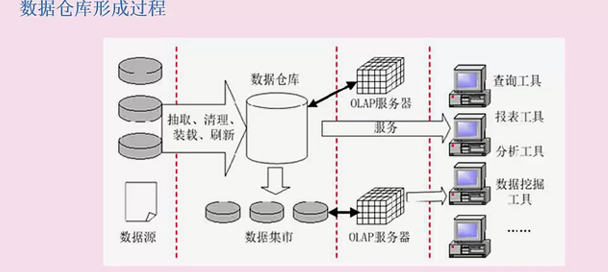 数据仓库形成过程
数据仓库
抽取、清理、
装载、刷新
OLAP服务器
服务
查询工具
报表工具
分析工具
数据挖掘
工具
……
数据源
数据集市
OLAP服务器